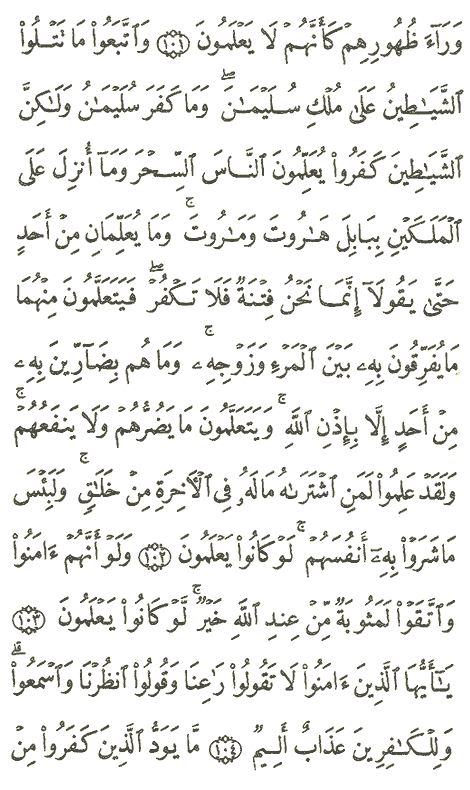 وَرَآءَ ظُهُورِهِمْ كَأَنَّهُمْ لَا يَعْلَمُونَ ١٠١ وَٱتَّبَعُوا۟ مَا تَتْلُوا۟
ٱلشَّيَـٰطِينُ عَلَىٰ مُلْكِ سُلَيْمَـٰنَ ۖ وَمَا كَفَرَ سُلَيْمَـٰنُ وَلَـٰكِنَّ
ٱلشَّيَـٰطِينَ كَفَرُوا۟ يُعَلِّمُونَ ٱلنَّاسَ ٱلسِّحْرَ وَمَآ أُنزِلَ عَلَى
ٱلْمَلَكَيْنِ بِبَابِلَ هَـٰرُوتَ وَمَـٰرُوتَ ۚ وَمَا يُعَلِّمَانِ مِنْ أَحَدٍ
حَتَّىٰ يَقُولَآ إِنَّمَا نَحْنُ فِتْنَةٌ فَلَا تَكْفُرْ ۖ فَيَتَعَلَّمُونَ مِنْهُمَا
مَا يُفَرِّقُونَ بِهِۦ بَيْنَ ٱلْمَرْءِ وَزَوْجِهِۦ ۚ وَمَا هُم بِضَآرِّينَ بِهِۦ
مِنْ أَحَدٍ إِلَّا بِإِذْنِ ٱللَّهِ ۚ وَيَتَعَلَّمُونَ مَا يَضُرُّهُمْ وَلَا يَنفَعُهُمْ ۚ
وَلَقَدْ عَلِمُوا۟ لَمَنِ ٱشْتَرَىٰهُ مَا لَهُۥ فِى ٱلْـَٔاخِرَةِ مِنْ خَلَـٰقٍ ۚ وَلَبِئْسَ
مَا شَرَوْا۟ بِهِۦٓ أَنفُسَهُمْ ۚ لَوْ كَانُوا۟ يَعْلَمُونَ ١٠٢ وَلَوْ أَنَّهُمْ ءَامَنُوا۟
وَٱتَّقَوْا۟ لَمَثُوبَةٌ مِّنْ عِندِ ٱللَّهِ خَيْرٌ ۖ لَّوْ كَانُوا۟ يَعْلَمُونَ ١٠٣
يَـٰٓأَيُّهَا ٱلَّذِينَ ءَامَنُوا۟ لَا تَقُولُوا۟ رَٰعِنَا وَقُولُوا۟ ٱنظُرْنَا وَٱسْمَعُوا۟ ۗ
وَلِلْكَـٰفِرِينَ عَذَابٌ أَلِيمٌ ١٠٤ مَّا يَوَدُّ ٱلَّذِينَ كَفَرُوا۟ مِنْ